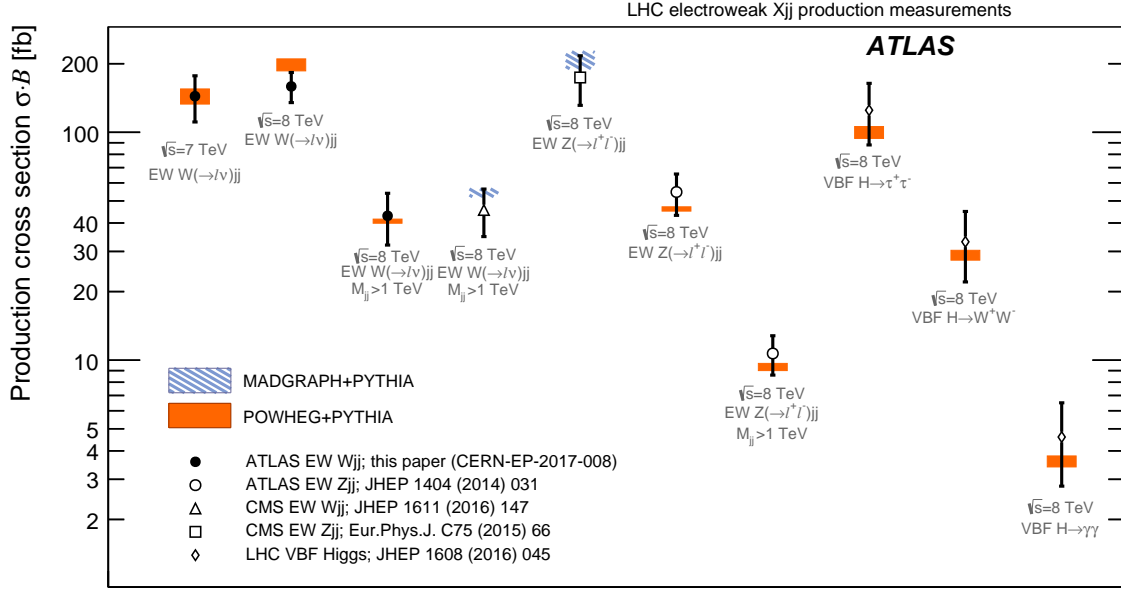 LHC electroweak Xjj production measurements
ATLAS
Production cross section σ·B [fb]
200
100
40
30
20
10
5
4
3
2
√s=7 TeV
EW W(→lν)jj
√s=8 TeV
EW W(→lν)jj
√s=8 TeV
EW W(→lν)jj
M_jj>1 TeV
√s=8 TeV
EW W(→lν)jj
M_jj>1 TeV
√s=8 TeV
EW Z(→l⁺l⁻)jj
√s=8 TeV
EW Z(→l⁺l⁻)jj
√s=8 TeV
EW Z(→l⁺l⁻)jj
M_jj>1 TeV
√s=8 TeV
VBF H→τ⁺τ⁻
√s=8 TeV
VBF H→W⁺W⁻
√s=8 TeV
VBF H→γγ
MADGRAPH+PYTHIA
POWHEG+PYTHIA
ATLAS EW Wjj; this paper (CERN-EP-2017-008)
ATLAS EW Zjj; JHEP 1404 (2014) 031
CMS EW Wjj; JHEP 1611 (2016) 147
CMS EW Zjj; Eur.Phys.J. C75 (2015) 66
LHC VBF Higgs; JHEP 1608 (2016) 045